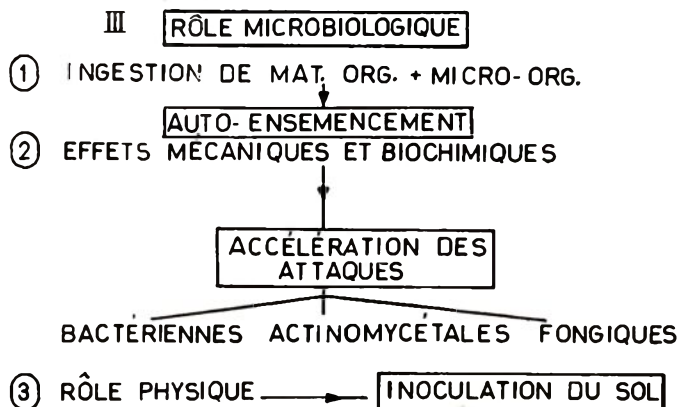 III RÔLE MICROBIOLOGIQUE
1 INGESTION DE MAT. ORG. + MICRO-ORG.
AUTO-ENSEMENCEMENT
2 EFFETS MÉCANIQUES ET BIOCHIMIQUES
ACCÉLÉRATION DES
ATTAQUES
BACTÉRIENNES ACTINOMYCÉTALES FONGIQUES
3 RÔLE PHYSIQUE INOCULATION DU SOL